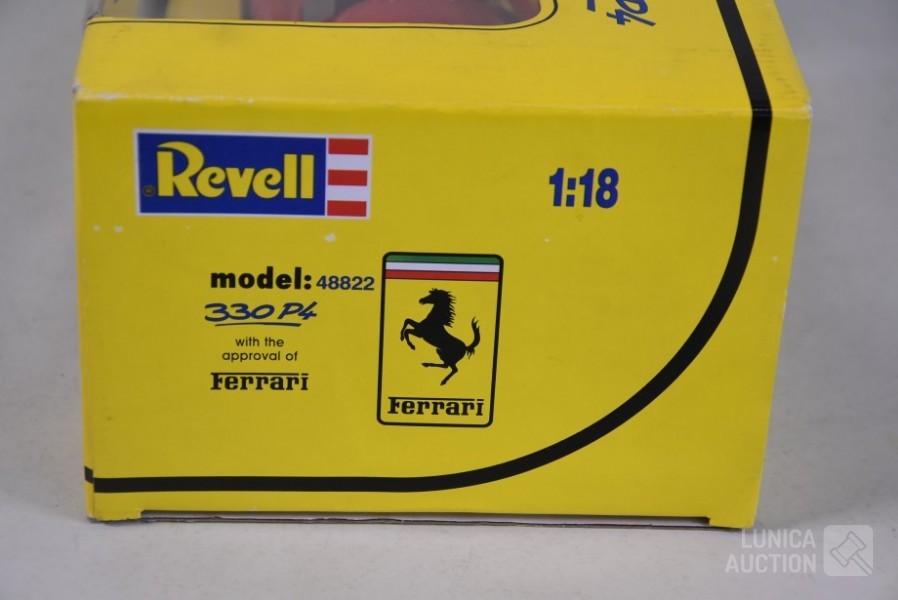 Revell
®
1:18
model: 48822
330 P4
with the
approval of
Ferrari
Ferrari
LUNICA
AUCTION